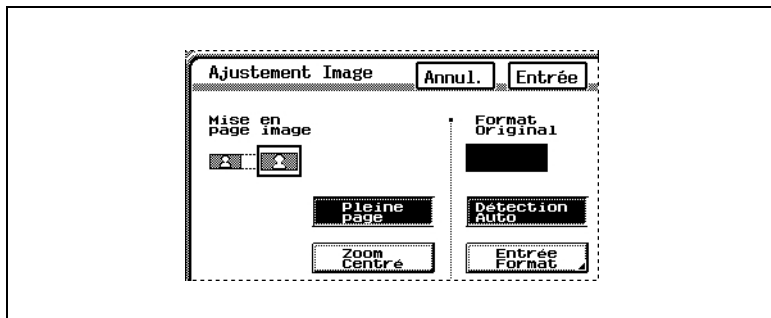 Ajustement Image
Annul.
Entrée
Mise en
page image
Format
Original
Pleine
page
Détection
Auto
Zoom
Centré
Entrée
Format